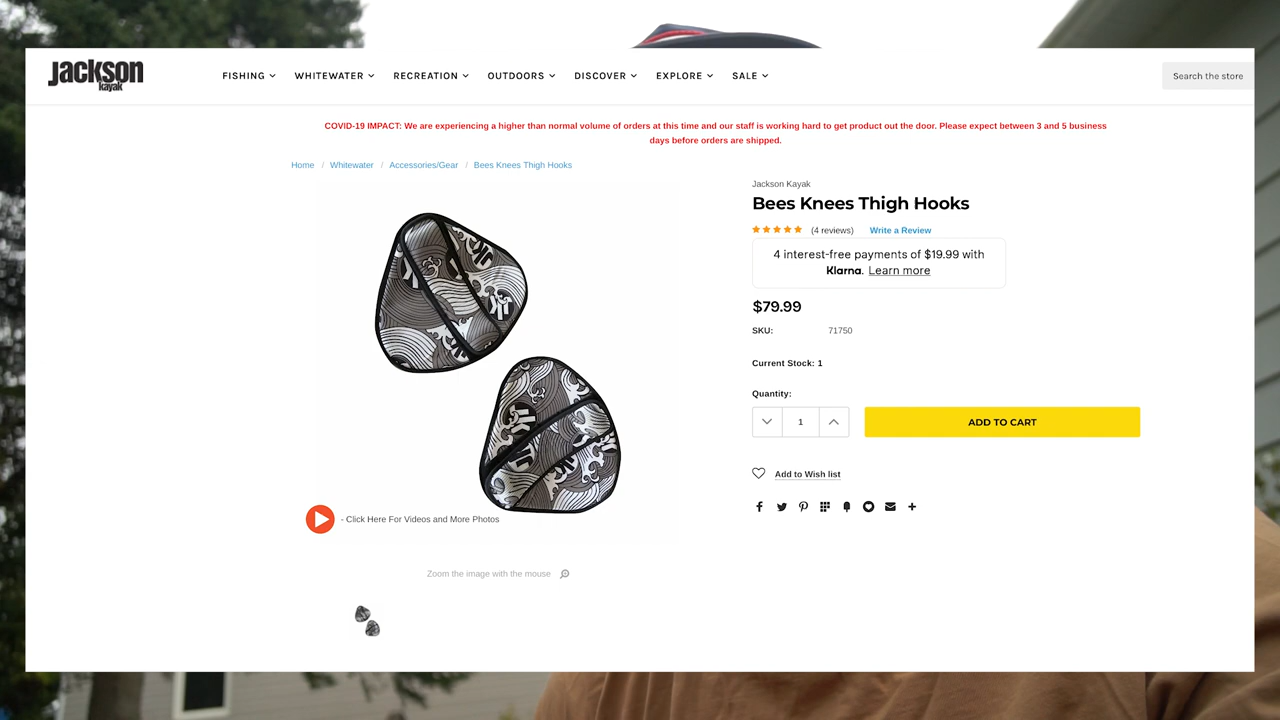 Jackson
kayak
FISHING WHITEWATER RECREATION OUTDOORS DISCOVER EXPLORE SALE
Search the store
COVID-19 IMPACT: We are experiencing a higher than normal volume of orders at this time and our staff is working hard to get product out the door. Please expect between 3 and 5 business
days before orders are shipped.
Home / Whitewater / Accessories/Gear / Bees Knees Thigh Hooks
Jackson Kayak
Bees Knees Thigh Hooks
(4 reviews) Write a Review
4 interest-free payments of $19.99 with
Klarna. Learn more
$79.99
SKU: 71750
Current Stock: 1
Quantity:
1
ADD TO CART
Add to Wish list
- Click Here For Videos and More Photos
Zoom the image with the mouse